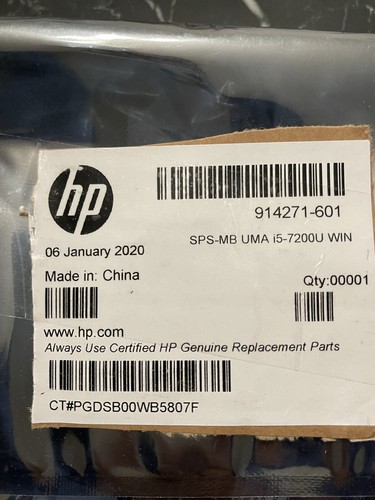 hp
914271-601
SPS-MB UMA i5-7200U WIN
06 January 2020
Made in: China
Qty:00001
www.hp.com
Always Use Certified HP Genuine Replacement Parts
CT#PGDSB00WB5807F